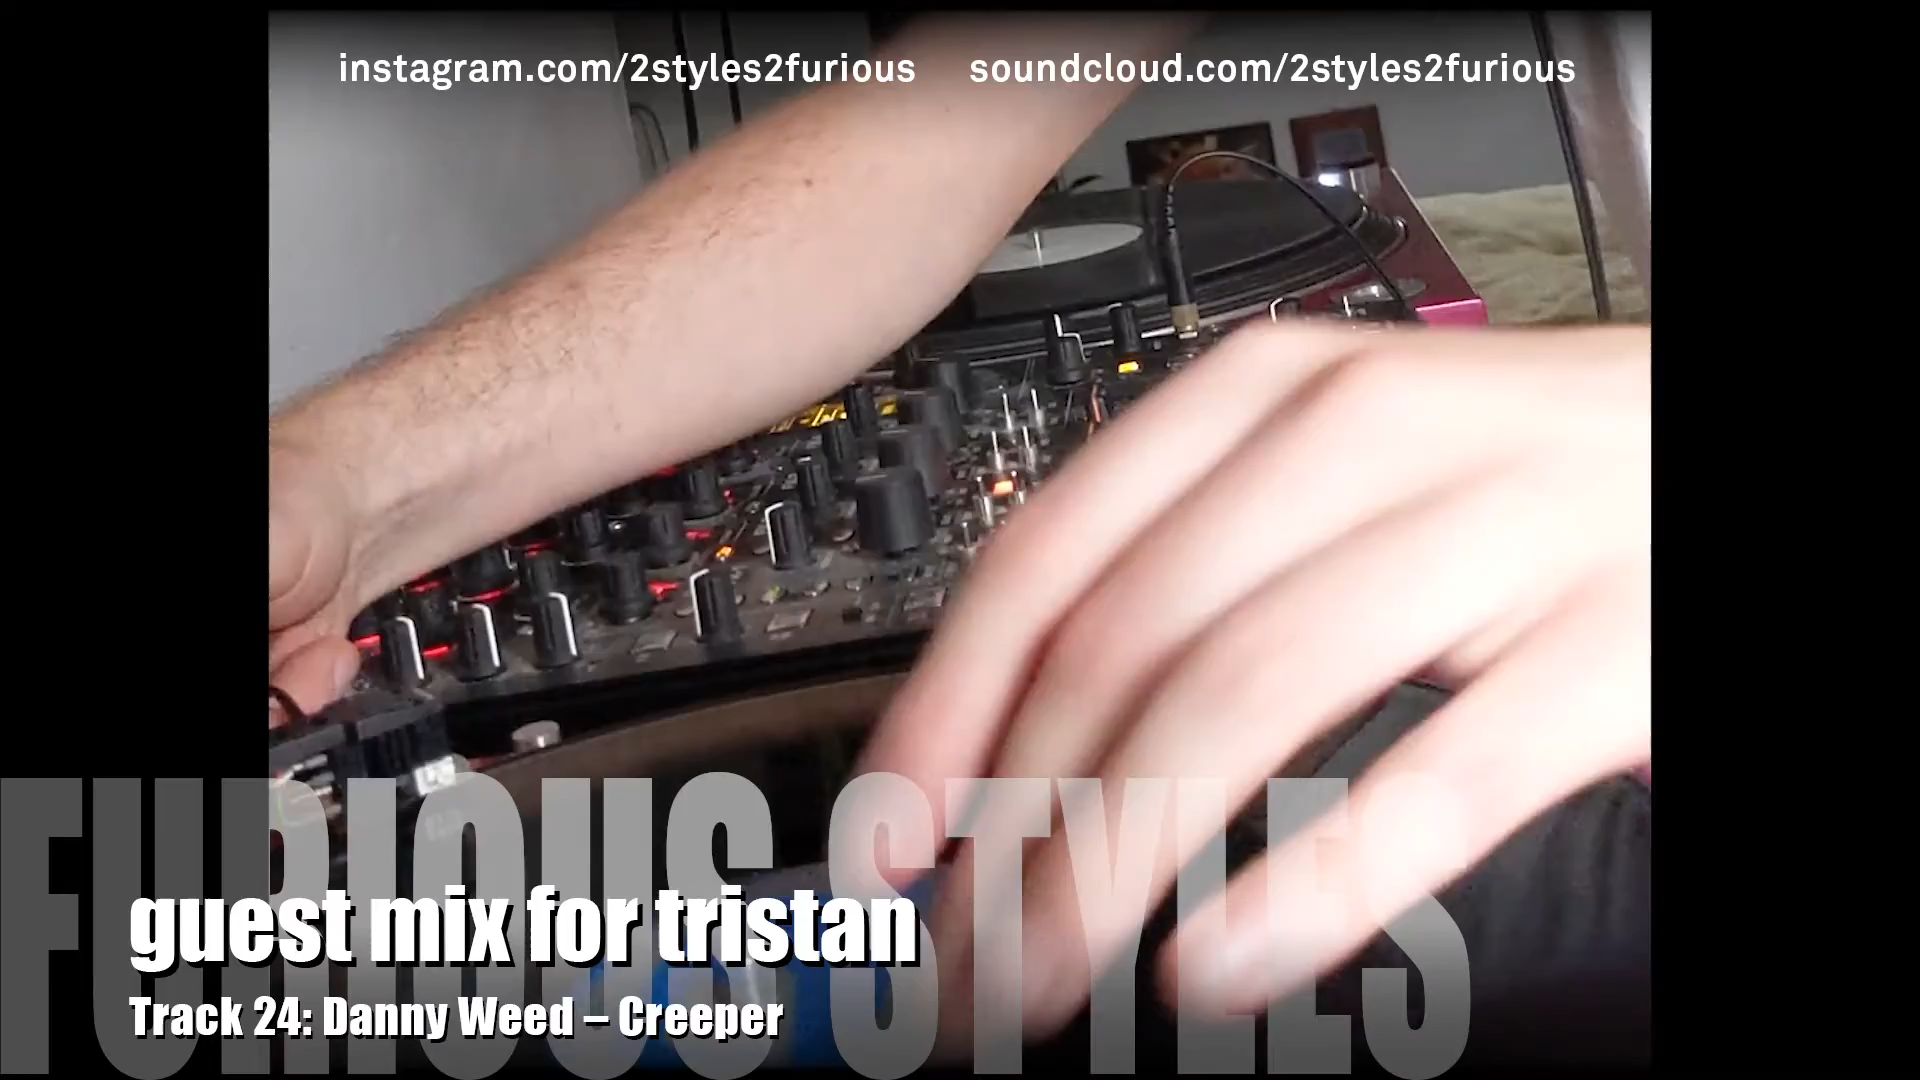 instagram.com/2styles2furious soundcloud.com/2styles2furious
FURIOUS STYLES
guest mix for tristan
Track 24: Danny Weed – Creeper